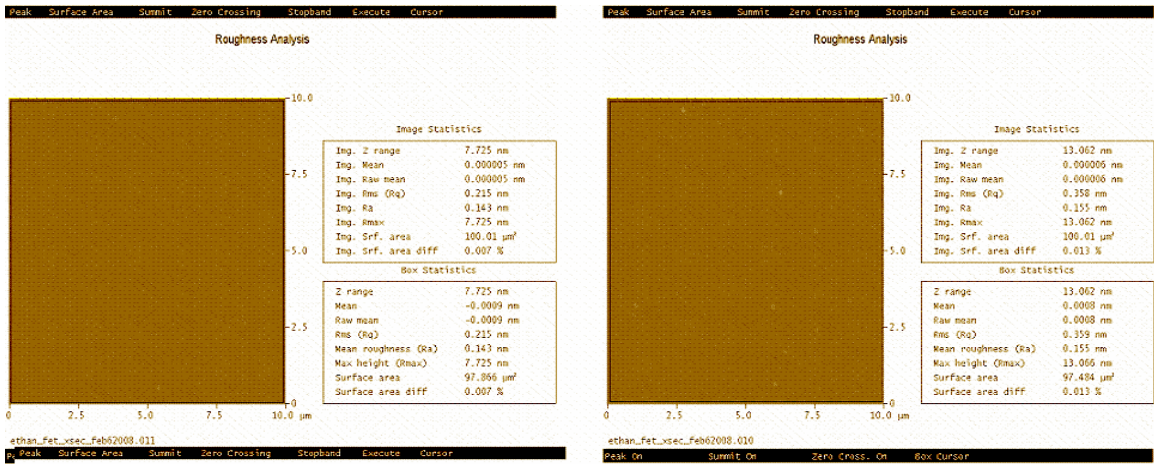 Peak Surface Area Summit Zero Crossing Stopband Execute Cursor
Roughness Analysis
10.0
7.5
5.0
2.5
0
0 2.5 5.0 7.5 10.0 µm
Image Statistics
Img. Z range 7.725 nm
Img. Mean 0.000005 nm
Img. Raw mean 0.000005 nm
Img. Rms (Rq) 0.215 nm
Img. Ra 0.143 nm
Img. Rmax 7.725 nm
Img. Srf. area 100.01 µm²
Img. Srf. area diff 0.007 %
Box Statistics
Z range 7.725 nm
Mean -0.0009 nm
Raw mean -0.0009 nm
Rms (Rq) 0.215 nm
Mean roughness (Ra) 0.143 nm
Max height (Rmax) 7.725 nm
Surface area 97.866 µm²
Surface area diff 0.007 %
ethan_fet_xsec_feb62008.011
Peak Surface Area Summit Zero Crossing Stopband Execute Cursor
Peak Surface Area Summit Zero Crossing Stopband Execute Cursor
Roughness Analysis
10.0
7.5
5.0
2.5
0
0 2.5 5.0 7.5 10.0 µm
Image Statistics
Img. Z range 13.062 nm
Img. Mean 0.000006 nm
Img. Raw mean 0.000006 nm
Img. Rms (Rq) 0.358 nm
Img. Ra 0.155 nm
Img. Rmax 13.062 nm
Img. Srf. area 100.01 µm²
Img. Srf. area diff 0.013 %
Box Statistics
Z range 13.062 nm
Mean 0.0008 nm
Raw mean 0.0008 nm
Rms (Rq) 0.359 nm
Mean roughness (Ra) 0.155 nm
Max height (Rmax) 13.066 nm
Surface area 97.484 µm²
Surface area diff 0.013 %
ethan_fet_xsec_feb62008.010
Peak On Summit On Zero Cross. On Box Cursor